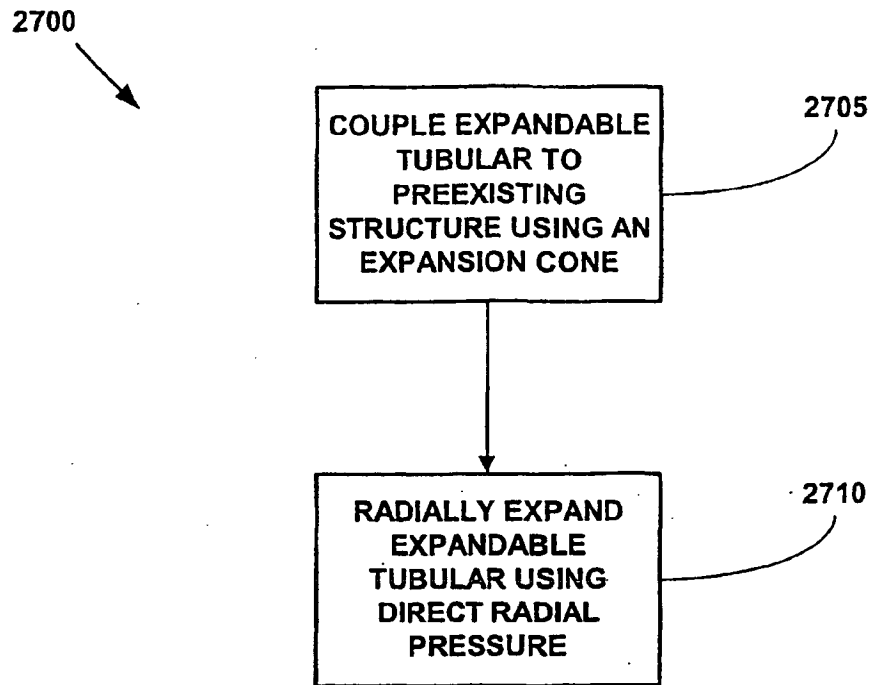 2700
COUPLE EXPANDABLE
TUBULAR TO
PREEXISTING
STRUCTURE USING AN
EXPANSION CONE
2705
RADIALLY EXPAND
EXPANDABLE
TUBULAR USING
DIRECT RADIAL
PRESSURE
2710